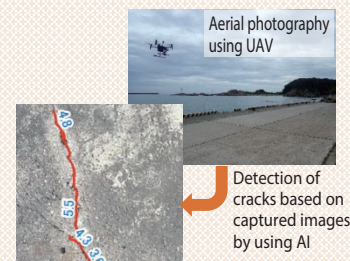 Aerial photography
using UAV
4.8
5.5
4.3
Detection of
cracks based on
captured images
by using AI